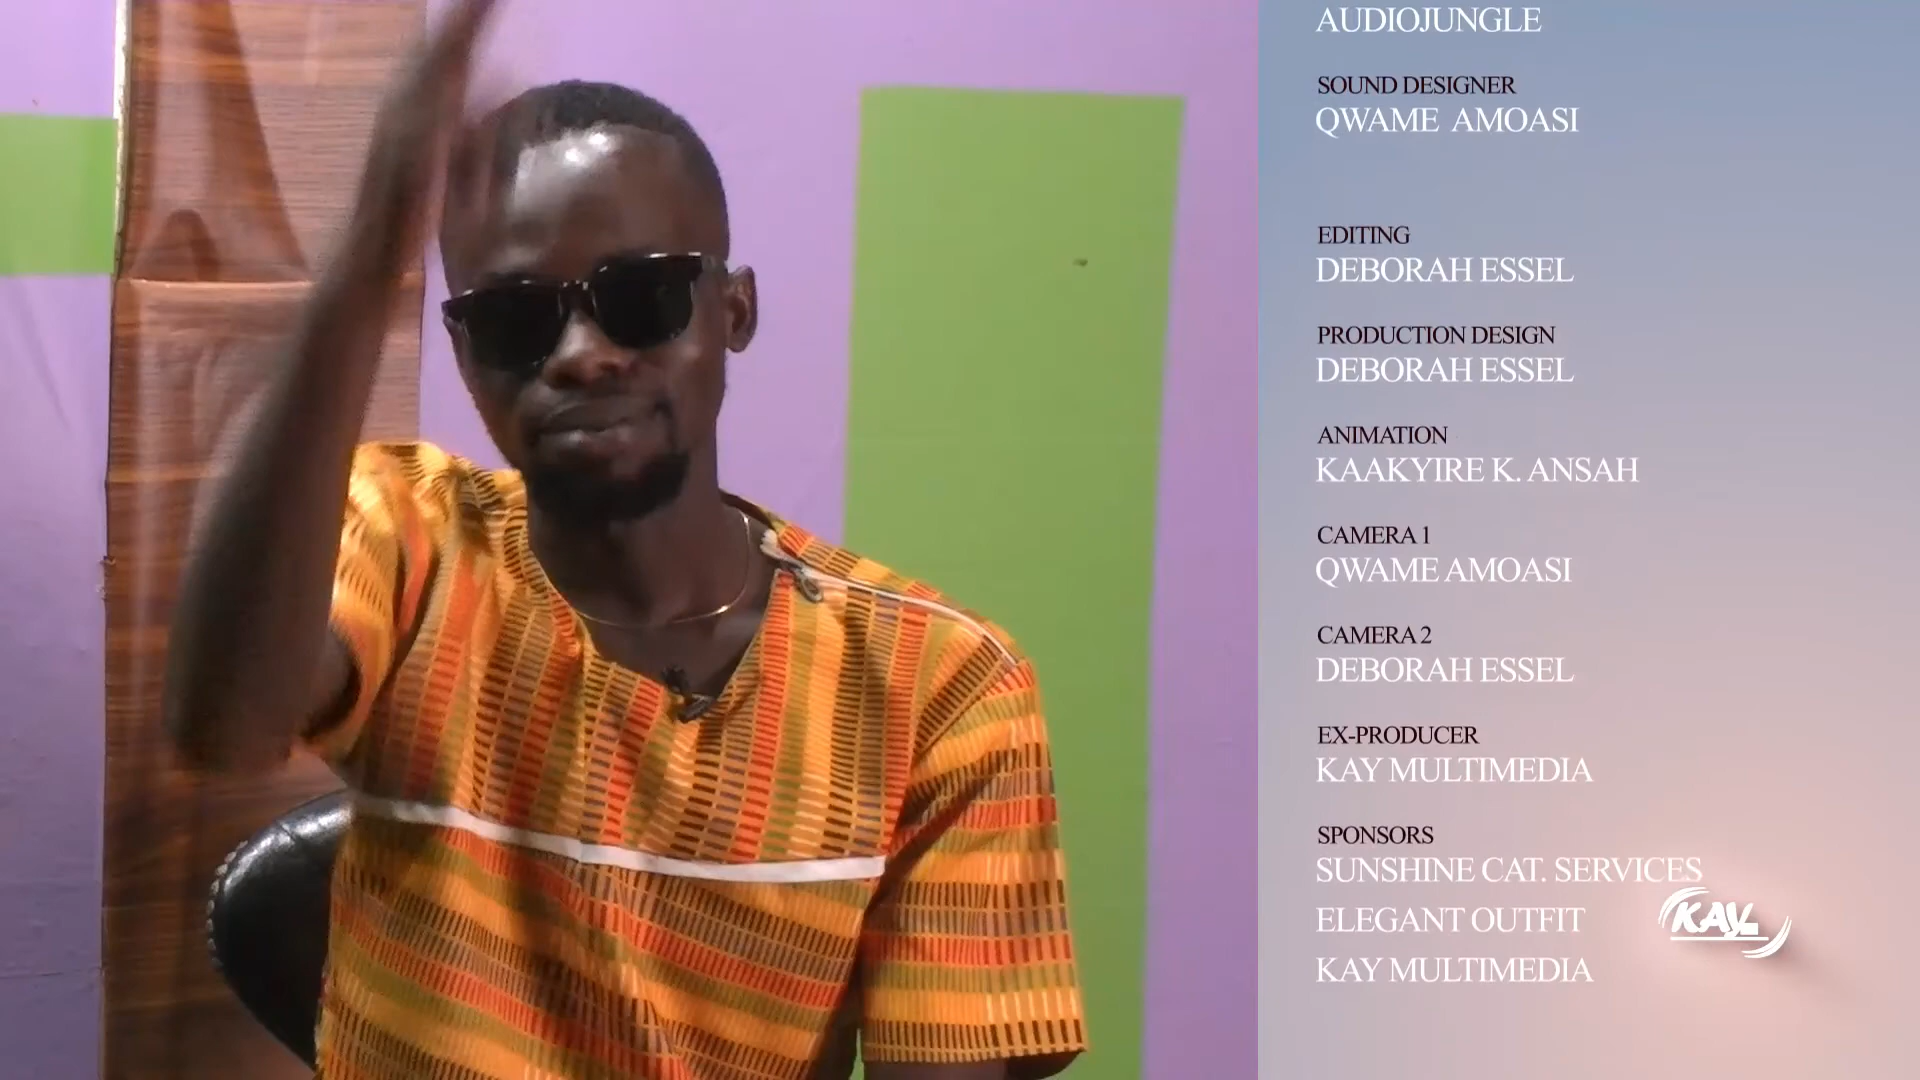 AUDIOJUNGLE
SOUND DESIGNER
QWAME AMOASI
EDITING
DEBORAH ESSEL
PRODUCTION DESIGN
DEBORAH ESSEL
ANIMATION
KAAKYIRE K. ANSAH
CAMERA 1
QWAME AMOASI
CAMERA 2
DEBORAH ESSEL
EX-PRODUCER
KAY MULTIMEDIA
SPONSORS
SUNSHINE CAT. SERVICES
ELEGANT OUTFIT
KAY
KAY MULTIMEDIA